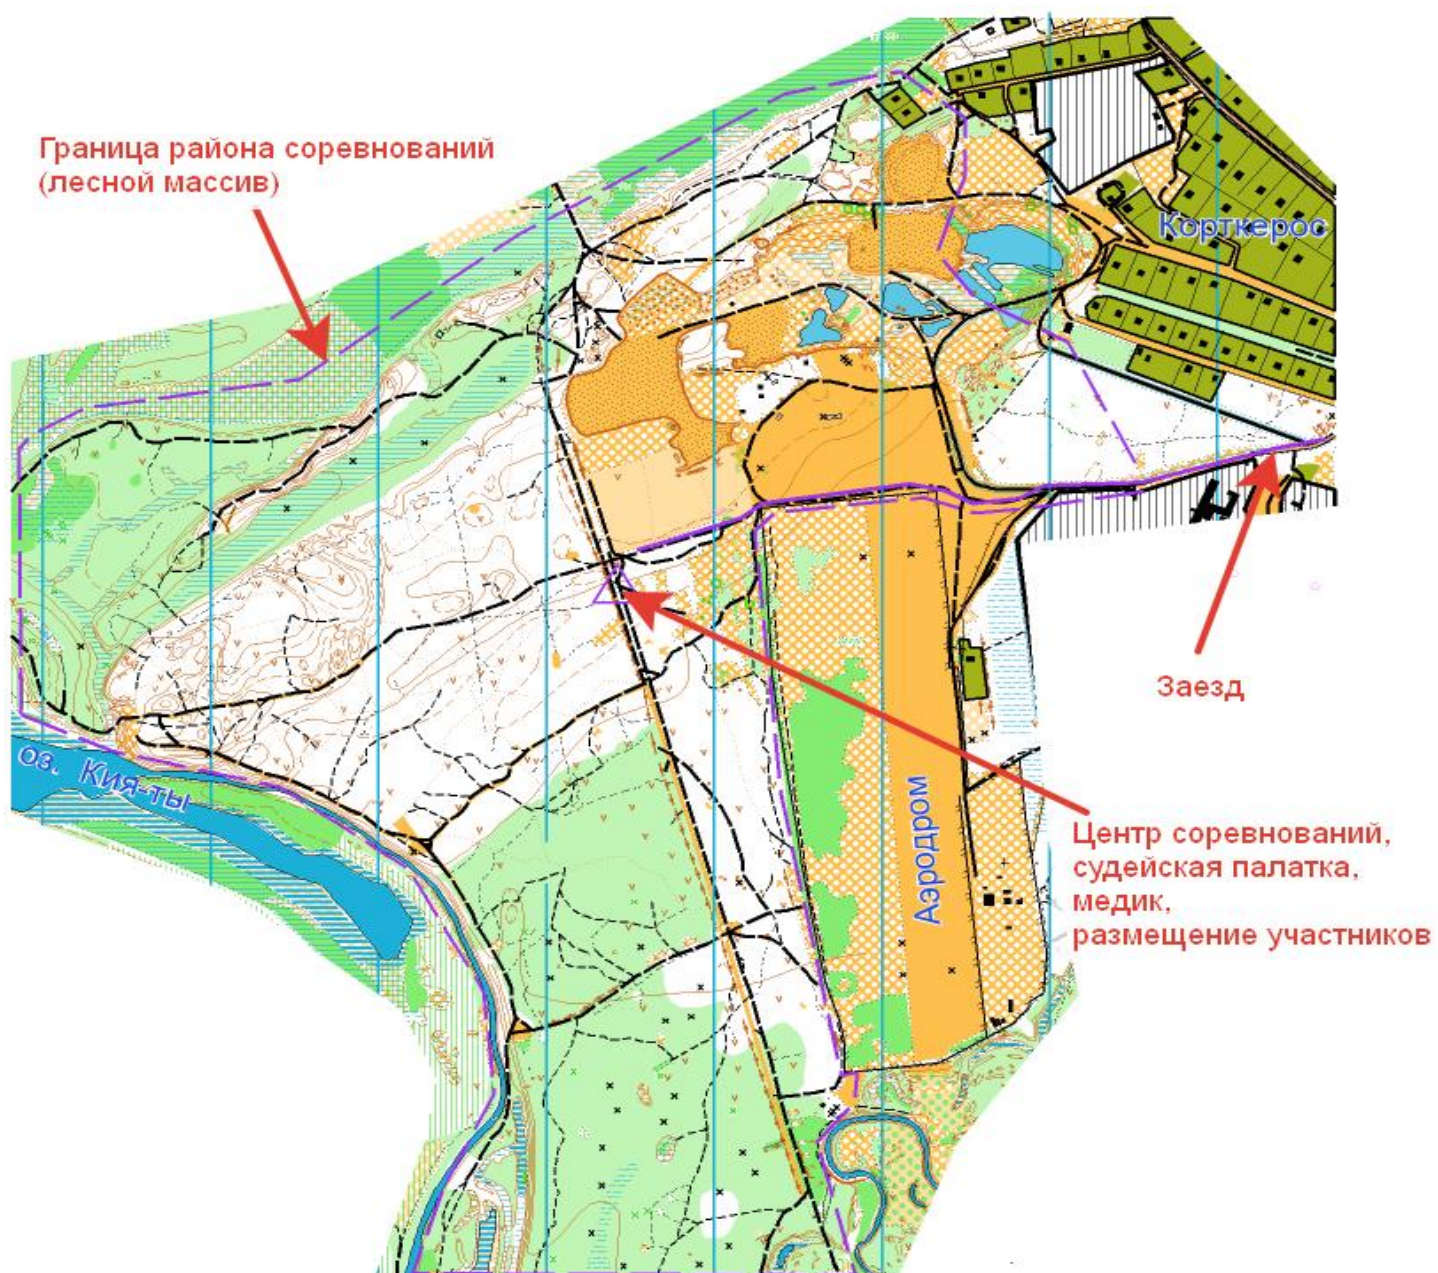 Граница района соревнований
(лесной массив)
Корткерос
Заезд
оз. Кия-ты
Аэродром
Центр соревнований,
судейская палатка,
медик,
размещение участников